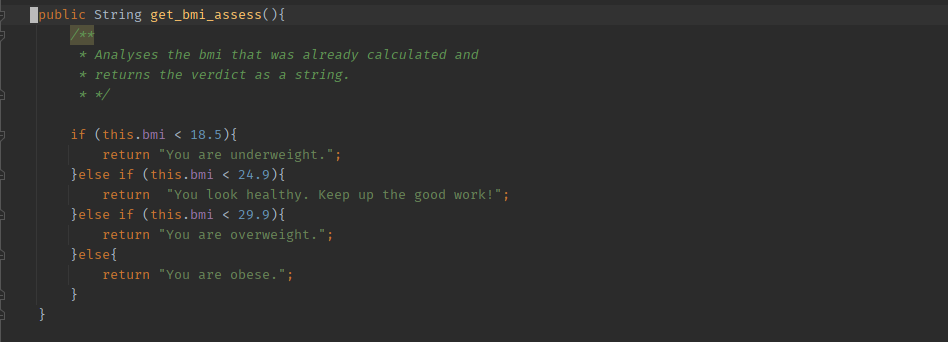 public String get_bmi_assess(){
    /**
     * Analyses the bmi that was already calculated and
     * returns the verdict as a string.
     * */

    if (this.bmi < 18.5){
        return "You are underweight.";
    }else if (this.bmi < 24.9){
        return  "You look healthy. Keep up the good work!";
    }else if (this.bmi < 29.9){
        return "You are overweight.";
    }else{
        return "You are obese.";
    }
}